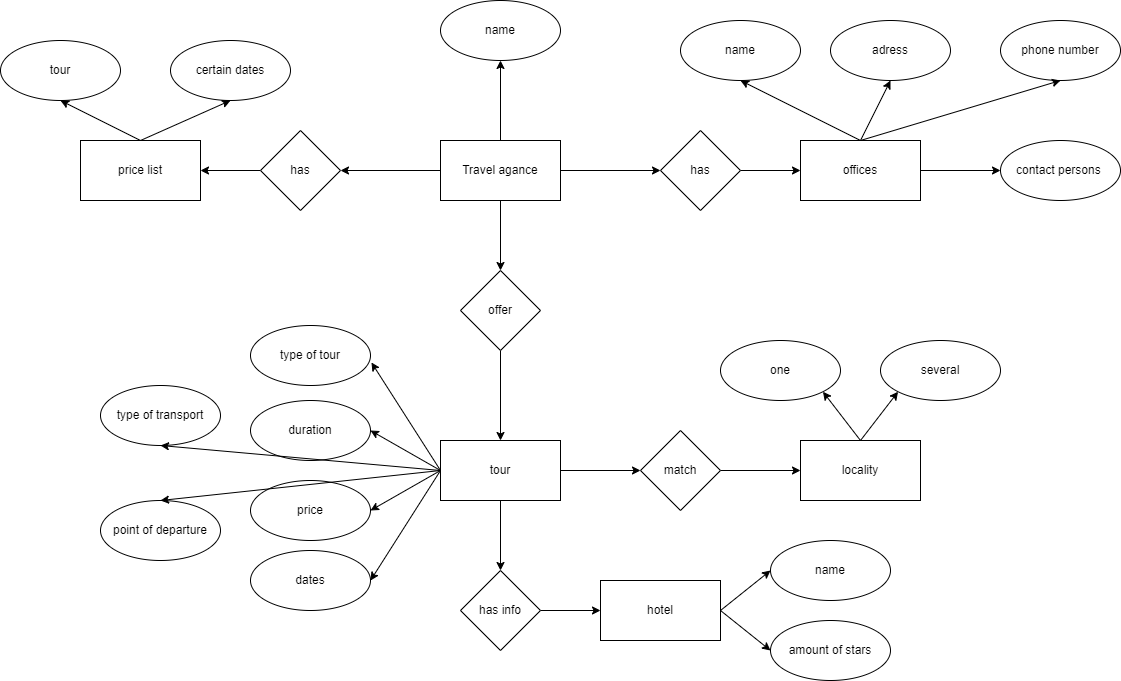 name
name
adress
phone number
tour
certain dates
price list
has
Travel agance
has
offices
contact persons
offer
type of tour
one
several
type of transport
duration
tour
match
locality
price
point of departure
dates
name
has info
hotel
amount of stars